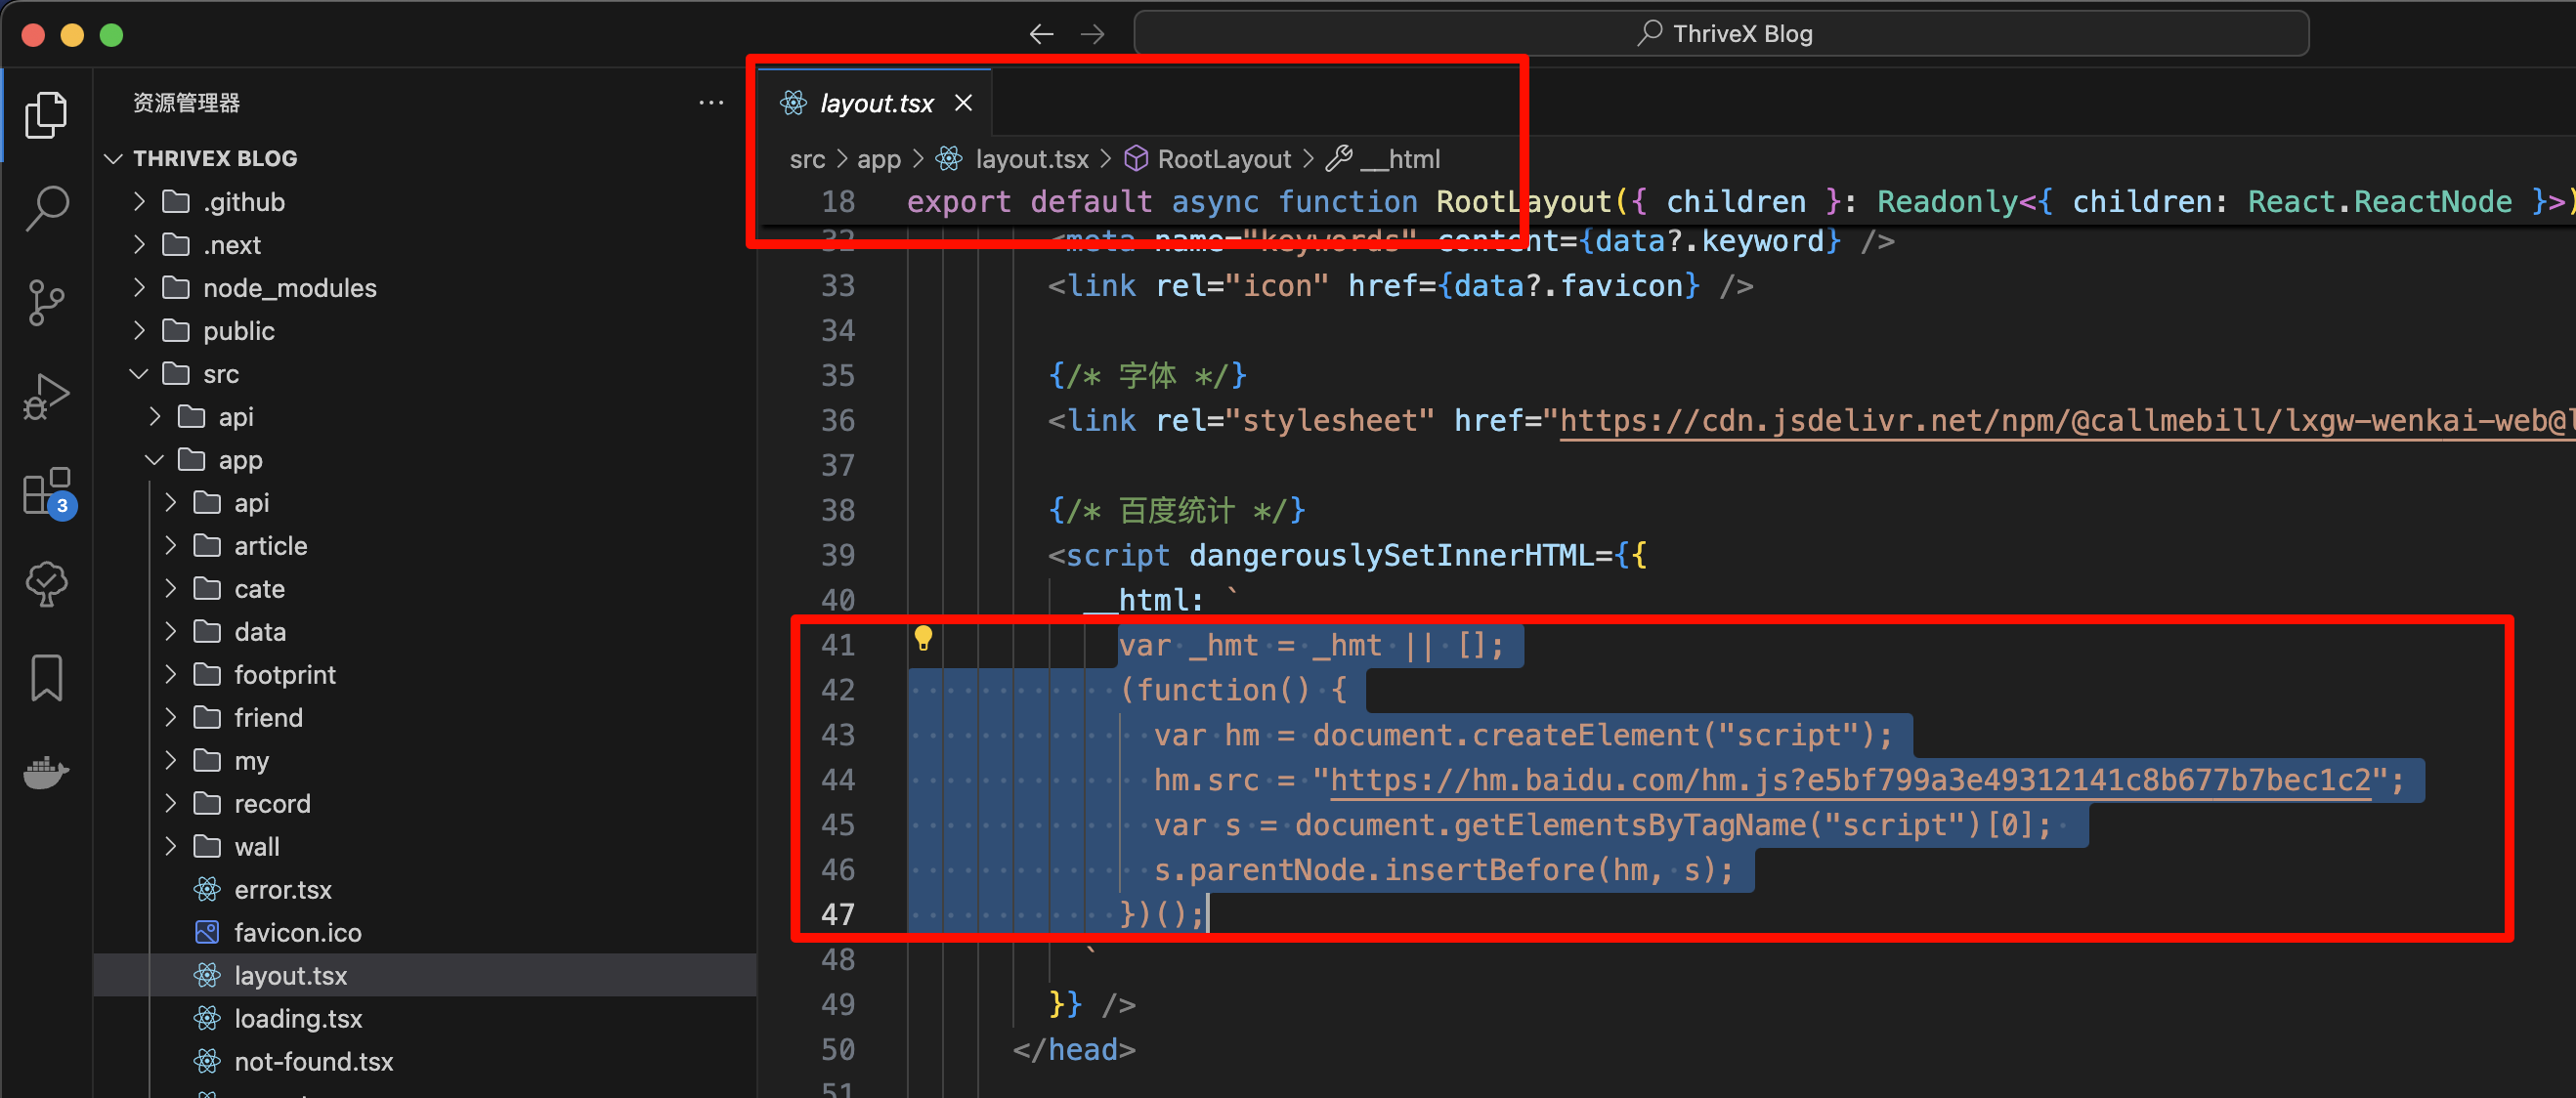 ThriveX Blog
资源管理器
THRIVEX BLOG
.github
.next
node_modules
public
src
api
app
api
article
cate
data
footprint
friend
my
record
wall
error.tsx
favicon.ico
layout.tsx
loading.tsx
not-found.tsx
3
layout.tsx
src > app > layout.tsx > RootLayout > __html
18 export default async function RootLayout({ children }: Readonly<{ children: React.ReactNode }>)
32 <meta name="keywords" content={data?.keyword} />
33 <link rel="icon" href={data?.favicon} />
34
35 {/* 字体 */}
36 <link rel="stylesheet" href="https://cdn.jsdelivr.net/npm/@callmebill/lxgw-wenkai-web@l
37
38 {/* 百度统计 */}
39 <script dangerouslySetInnerHTML={{
40 __html: `
41 var _hmt = _hmt || [];
42 (function() {
43 var hm = document.createElement("script");
44 hm.src = "https://hm.baidu.com/hm.js?e5bf799a3e49312141c8b677b7bec1c2";
45 var s = document.getElementsByTagName("script")[0];
46 s.parentNode.insertBefore(hm, s);
47 })();
48 `
49 }} />
50 </head>
51